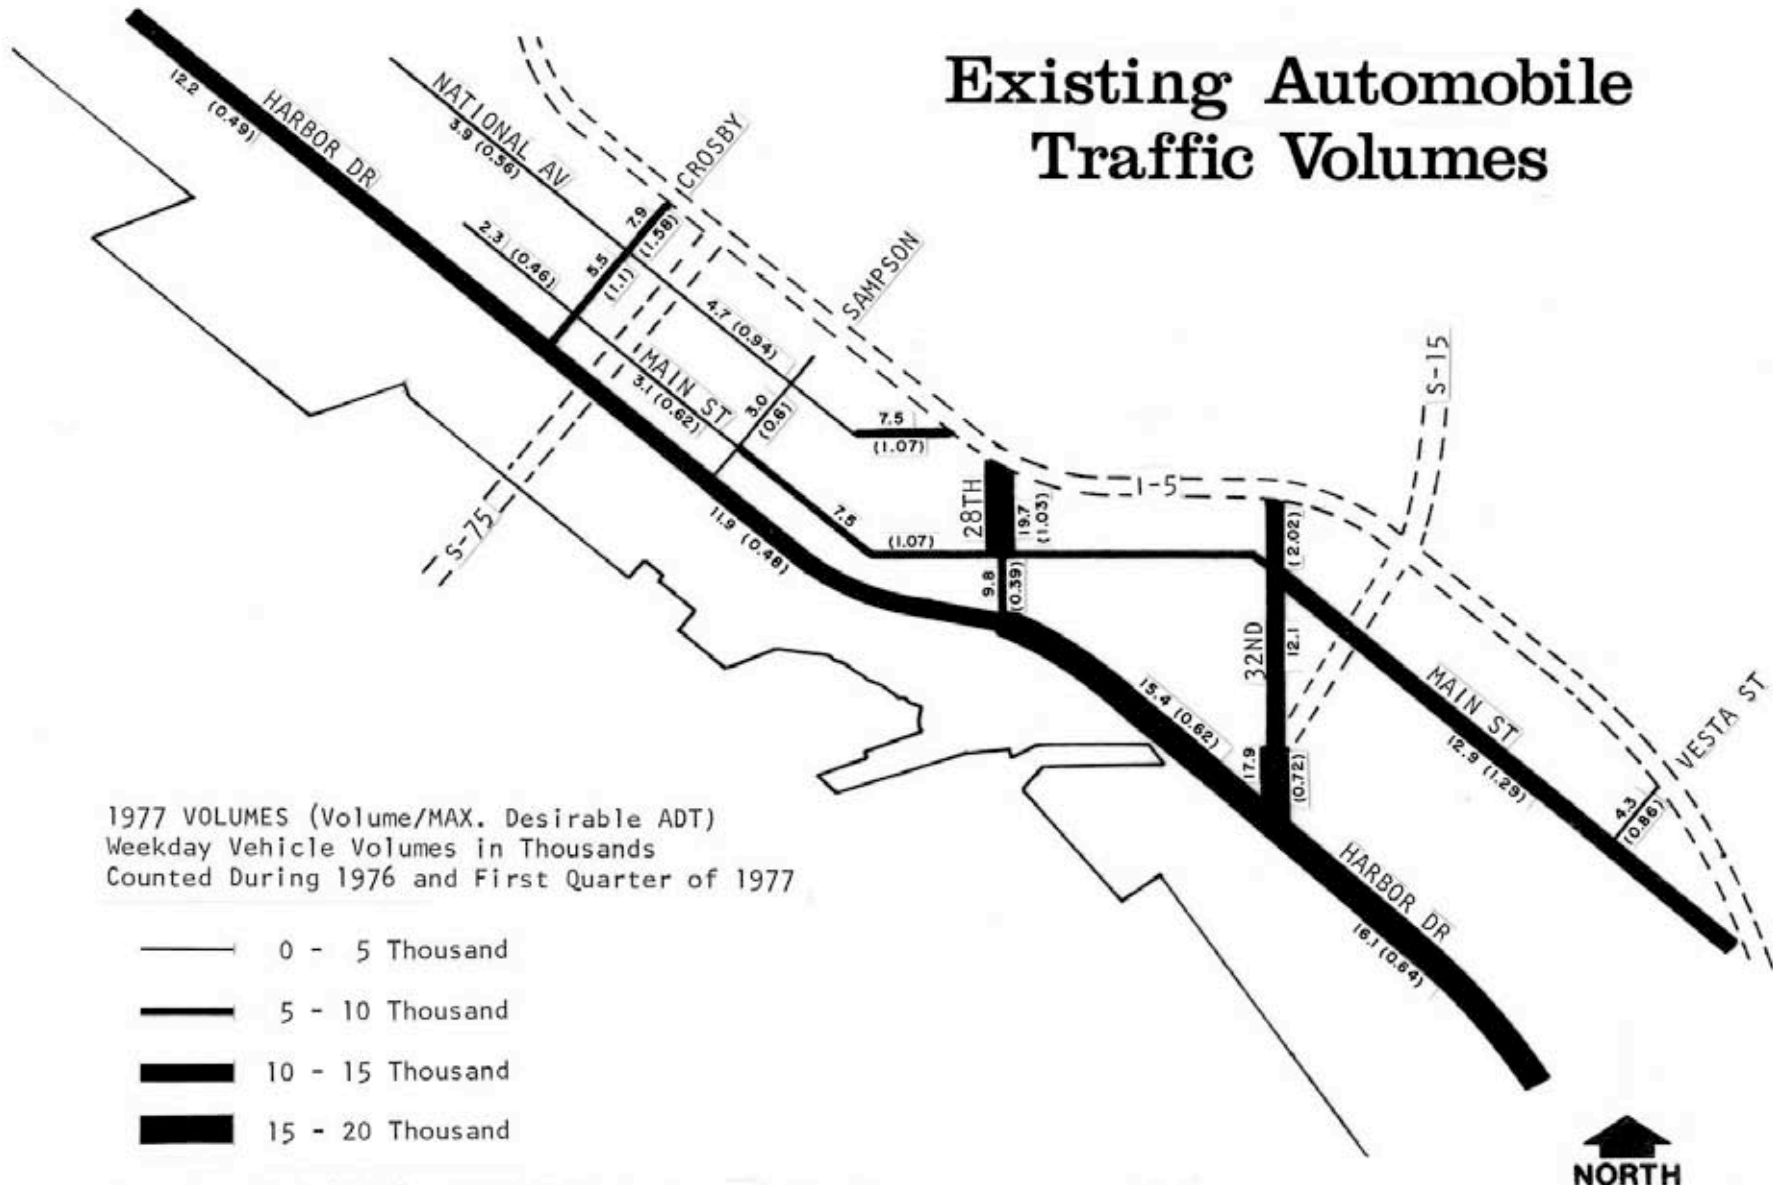 Existing Automobile
Traffic Volumes
HARBOR DR
12.2 (0.49)
NATIONAL AV
3.9 (0.56)
CROSBY
7.9
(1.58)
5.5
(1.1)
2.3 (0.46)
SAMPSON
4.7 (0.94)
MAIN ST
3.1 (0.62)
3.0
(0.6)
7.5
(1.07)
S-75
11.9 (0.48)
7.5
(1.07)
28TH
19.7
(1.03)
9.8
(0.39)
I-5
S-15
(2.02)
32ND
12.1
15.4 (0.62)
17.9
(0.72)
MAIN ST
12.9 (1.29)
VESTA ST
4.3
(0.86)
HARBOR DR
16.1 (0.64)
1977 VOLUMES (Volume/MAX. Desirable ADT)
Weekday Vehicle Volumes in Thousands
Counted During 1976 and First Quarter of 1977
0 - 5 Thousand
5 - 10 Thousand
10 - 15 Thousand
15 - 20 Thousand
NORTH